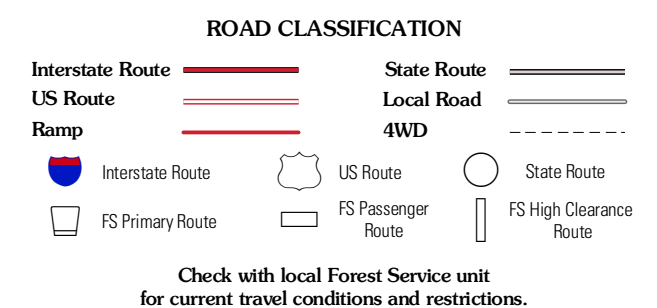 ROAD CLASSIFICATION
Interstate Route
State Route
US Route
Local Road
Ramp
4WD
Interstate Route
US Route
State Route
FS Primary Route
FS Passenger
Route
FS High Clearance
Route
Check with local Forest Service unit
for current travel conditions and restrictions.